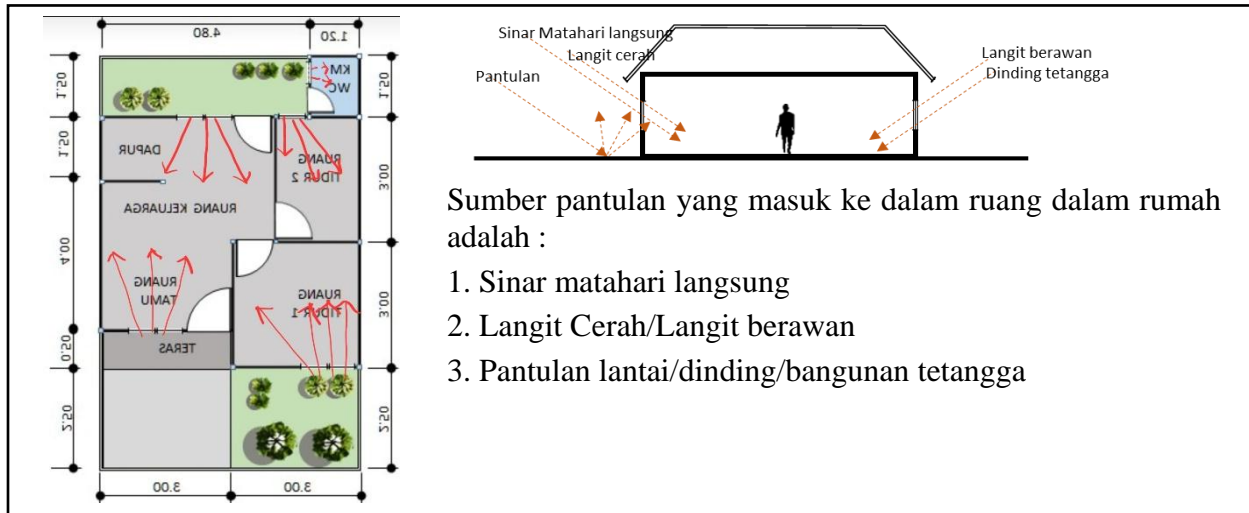 4.80
1.20
1.50
1.50
KM
WC
1.50
DAPUR
RUANG
TIDUR 2
3.00
RUANG KELUARGA
4.00
RUANG
TAMU
RUANG
TIDUR 1
3.00
0.50
TERAS
2.50
2.50
3.00
3.00
Sinar Matahari langsung
Langit cerah
Pantulan
Langit berawan
Dinding tetangga
Sumber pantulan yang masuk ke dalam ruang dalam rumah
adalah :
1. Sinar matahari langsung
2. Langit Cerah/Langit berawan
3. Pantulan lantai/dinding/bangunan tetangga